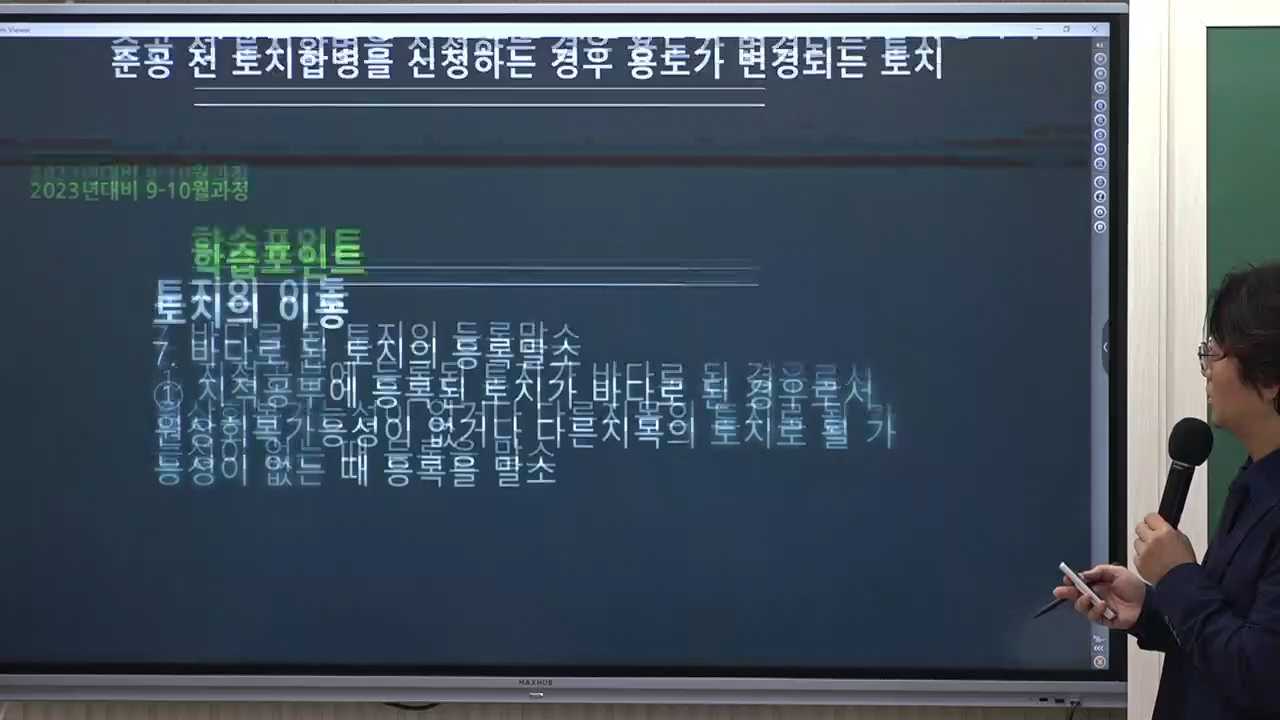 준공 전 토지합병을 신청하는 경우 용도가 변경되는 토지
2023년대비 9-10월과정
학습포인트
토지의 이동
7. 바다로 된 토지의 등록말소
① 지적공부에 등록된 토지가 바다로 된 경우로서
원상회복가능성이 없거나 다른지목의 토지로 될 가
능성이 없는 때 등록을 말소
MAXHUB